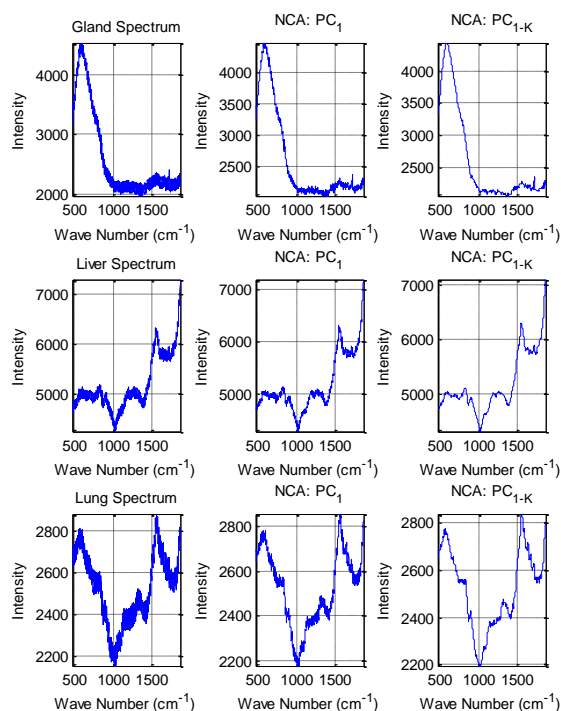 Gland Spectrum
NCA: PC1
NCA: PC1-K
Intensity
4000
3000
2000
500 1000 1500
Wave Number (cm-1)
Intensity
4500
4000
3500
3000
2500
500 1000 1500
Wave Number (cm-1)
Intensity
4500
4000
3500
3000
2500
500 1000 1500
Wave Number (cm-1)
Liver Spectrum
NCA: PC1
NCA: PC1-K
Intensity
7000
6000
5000
500 1000 1500
Wave Number (cm-1)
Intensity
7000
6000
5000
500 1000 1500
Wave Number (cm-1)
Intensity
7000
6000
5000
500 1000 1500
Wave Number (cm-1)
Lung Spectrum
NCA: PC1
NCA: PC1-K
Intensity
2800
2600
2400
2200
500 1000 1500
Wave Number (cm-1)
Intensity
2800
2600
2400
2200
500 1000 1500
Wave Number (cm-1)
Intensity
2800
2600
2400
2200
500 1000 1500
Wave Number (cm-1)